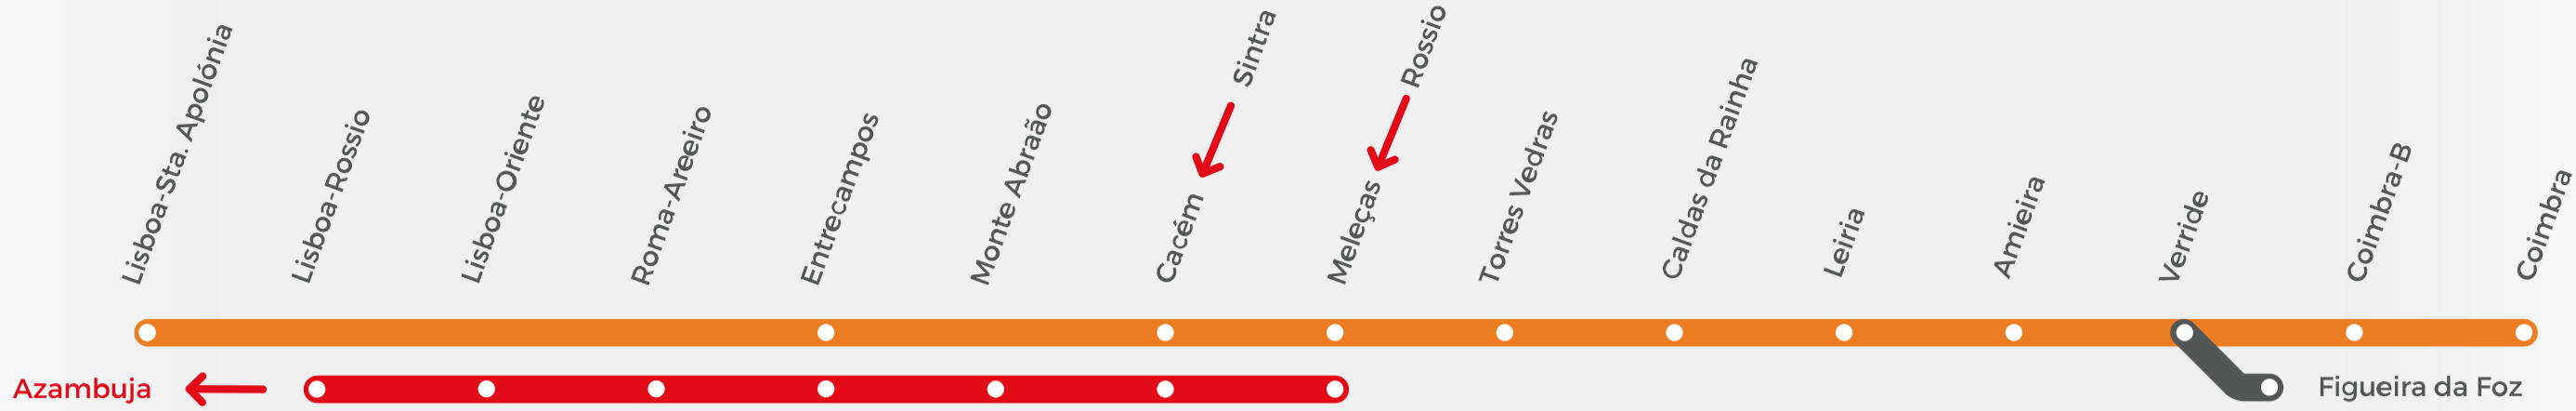 Lisboa-Sta. Apolónia
Lisboa-Rossio
Lisboa-Oriente
Roma-Areeiro
Entrecampos
Monte Abraão
Cacém
Sintra
Meleças
Rossio
Torres Vedras
Caldas da Rainha
Leiria
Amieira
Verride
Coimbra-B
Coimbra
Azambuja
Figueira da Foz